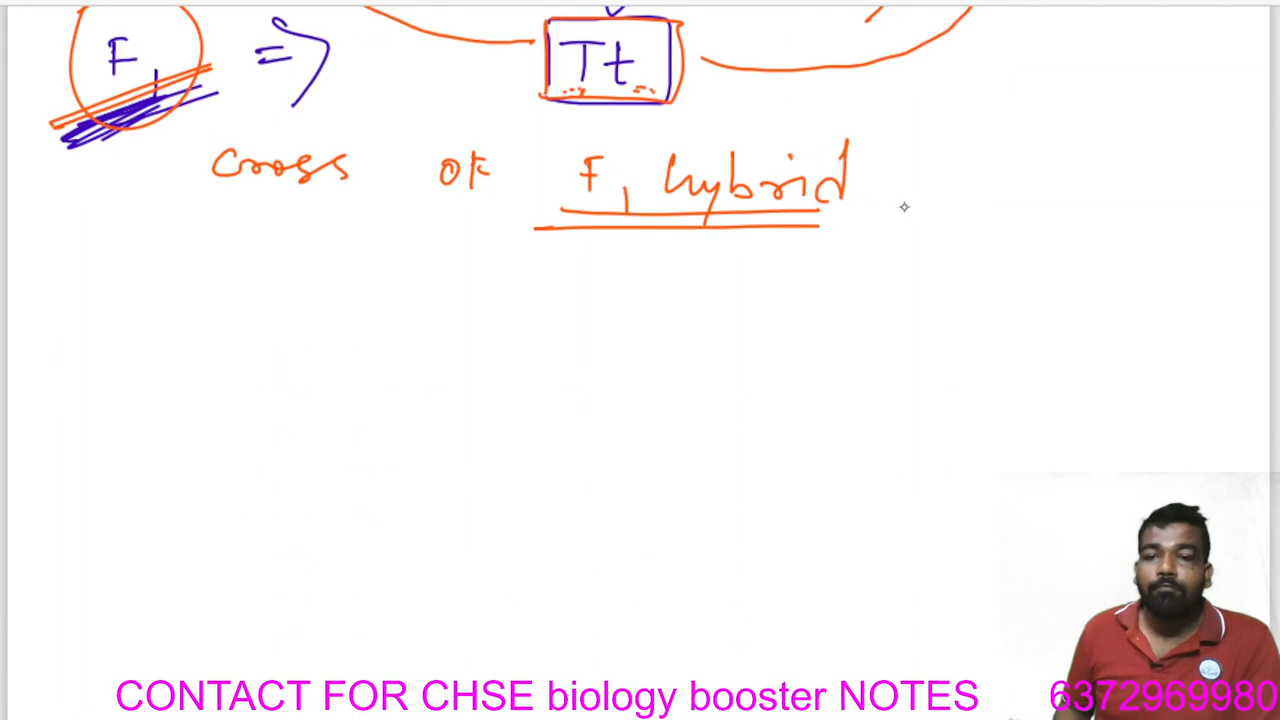 F1 => Tt
cross of F1 hybrid
CONTACT FOR CHSE biology booster NOTES 6372969980